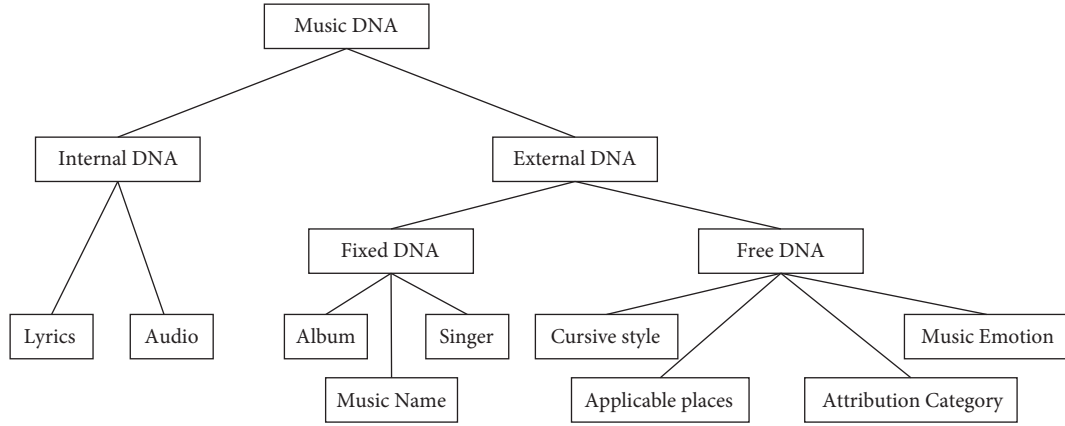 Music DNA
Internal DNA
External DNA
Fixed DNA
Free DNA
Lyrics
Audio
Album
Singer
Cursive style
Music Emotion
Music Name
Applicable places
Attribution Category